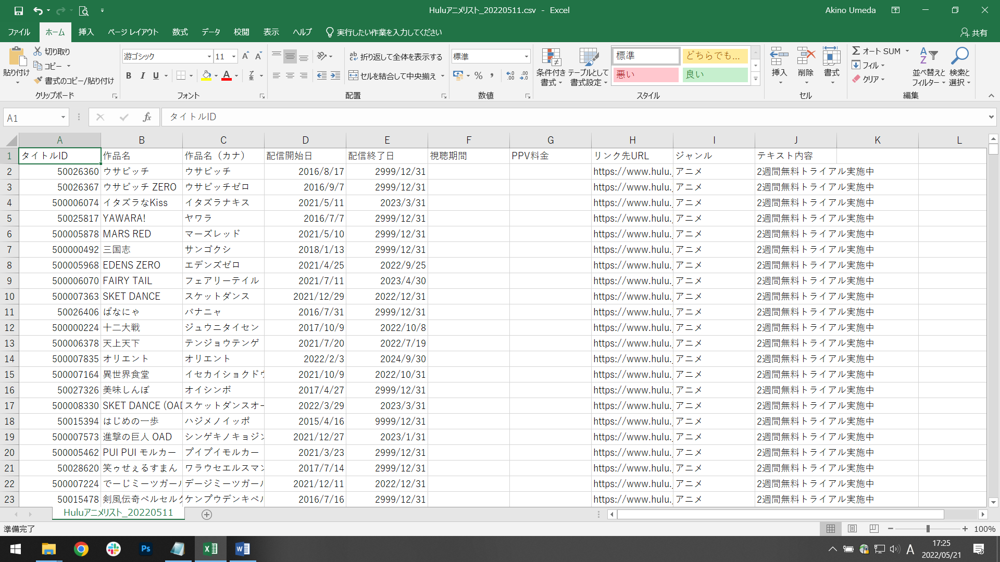 Huluアニメリスト_20220511.csv - Excel
Akino Umeda
ファイル ホーム 挿入 ページ レイアウト 数式 データ 校閲 表示 ヘルプ 実行したい作業を入力してください 共有
貼り付け 切り取り コピー 書式のコピー/貼り付け クリップボード
游ゴシック 11 A A B I U A フォント
折り返して全体を表示する セルを結合して中央揃え 配置
標準 % 数値
条件付き書式 テーブルとして書式設定 標準 どちらでも... 悪い 良い スタイル
挿入 削除 書式 セル
オート SUM フィル クリア 並べ替えとフィルター 検索と選択 編集
A1 fx タイトルID
A B C D E F G H I J K L
1 タイトルID 作品名 作品名（カナ） 配信開始日 配信終了日 視聴期間 PPV料金 リンク先URL ジャンル テキスト内容
2 50026360 ウサビッチ ウサビッチ 2016/8/17 2999/12/31 https://www.hulu. アニメ 2週間無料トライアル実施中
3 50026367 ウサビッチ ZERO ウサビッチゼロ 2016/9/7 2999/12/31 https://www.hulu. アニメ 2週間無料トライアル実施中
4 500006074 イタズラなKiss イタズラナキス 2021/5/11 2023/3/31 https://www.hulu. アニメ 2週間無料トライアル実施中
5 50025817 YAWARA! ヤワラ 2016/7/7 2999/12/31 https://www.hulu. アニメ 2週間無料トライアル実施中
6 500005878 MARS RED マーズレッド 2021/5/10 2999/12/31 https://www.hulu. アニメ 2週間無料トライアル実施中
7 500000492 三国志 サンゴクシ 2018/1/13 2999/12/31 https://www.hulu. アニメ 2週間無料トライアル実施中
8 500005968 EDENS ZERO エデンズゼロ 2021/4/25 2022/9/25 https://www.hulu. アニメ 2週間無料トライアル実施中
9 500006070 FAIRY TAIL フェアリーテイル 2021/7/11 2023/4/30 https://www.hulu. アニメ 2週間無料トライアル実施中
10 500007363 SKET DANCE スケットダンス 2021/12/29 2022/12/31 https://www.hulu. アニメ 2週間無料トライアル実施中
11 50026406 ばなにゃ バナニャ 2016/7/31 2999/12/31 https://www.hulu. アニメ 2週間無料トライアル実施中
12 500000224 十二大戦 ジュウニタイセン 2017/10/9 2022/10/8 https://www.hulu. アニメ 2週間無料トライアル実施中
13 500006378 天上天下 テンジョウテンゲ 2021/7/20 2022/7/19 https://www.hulu. アニメ 2週間無料トライアル実施中
14 500007835 オリエント オリエント 2022/2/3 2024/9/30 https://www.hulu. アニメ 2週間無料トライアル実施中
15 500007164 異世界食堂 イセカイショクドウ 2021/10/9 2022/10/31 https://www.hulu. アニメ 2週間無料トライアル実施中
16 50027326 美味しんぼ オイシンボ 2017/4/27 2999/12/31 https://www.hulu. アニメ 2週間無料トライアル実施中
17 500008330 SKET DANCE (OAD スケットダンスオー 2022/3/29 2023/3/31 https://www.hulu. アニメ 2週間無料トライアル実施中
18 50015394 はじめの一歩 ハジメノイッポ 2015/4/16 9999/12/31 https://www.hulu. アニメ 2週間無料トライアル実施中
19 500007573 進撃の巨人 OAD シンゲキノキョジン 2021/12/27 2023/1/31 https://www.hulu. アニメ 2週間無料トライアル実施中
20 500005462 PUI PUI モルカー プイプイモルカー 2021/3/23 2999/12/31 https://www.hulu. アニメ 2週間無料トライアル実施中
21 50028620 笑ゥせぇるすまん ワラウセエルスマン 2017/7/14 2999/12/31 https://www.hulu. アニメ 2週間無料トライアル実施中
22 500007224 でーじミーツガール デージミーツガール 2021/12/11 2022/12/31 https://www.hulu. アニメ 2週間無料トライアル実施中
23 50015478 剣風伝奇ベルセルク ケンプウデンキベル 2016/7/16 2999/12/31 https://www.hulu. アニメ 2週間無料トライアル実施中
Huluアニメリスト_20220511
準備完了 100%
Ps A 17:25
2022/05/21